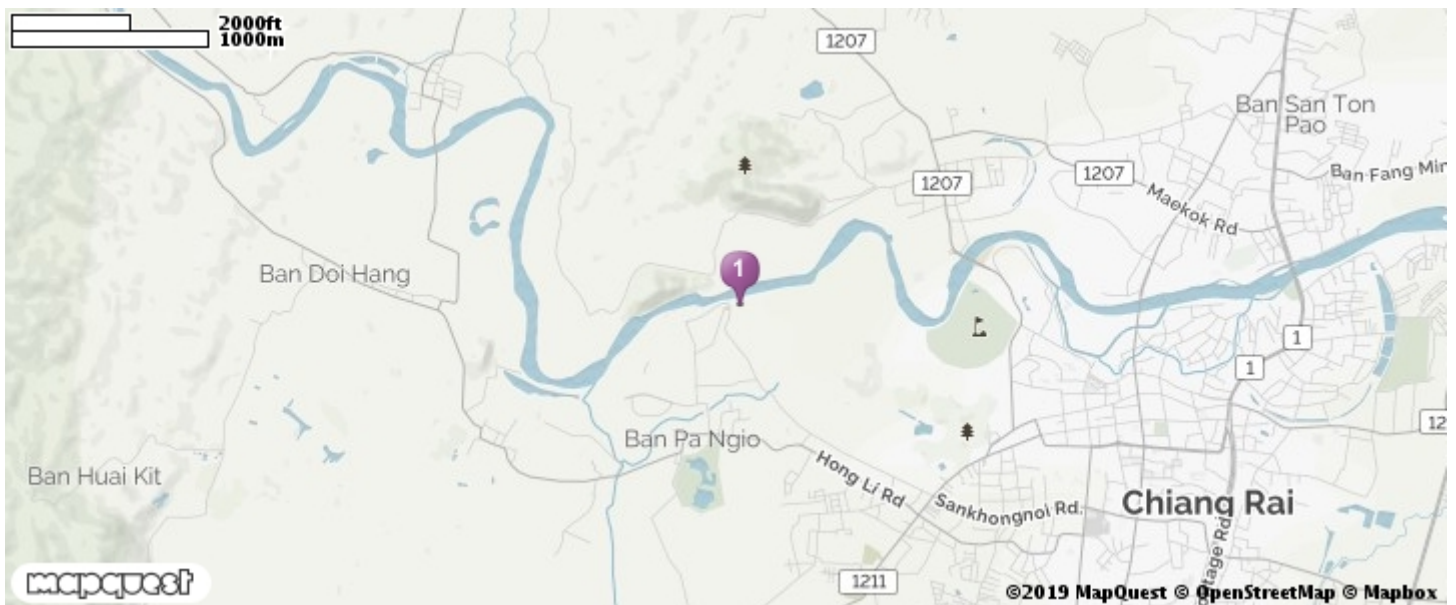 2000ft
1000m
1207
Ban San Ton
Pao
1207
1207
Ban Fang Min
Maekok Rd
Ban Doi Hang
1
1
1
Ban Pa Ngio
12
Ban Huai Kit
Hong Li Rd
Sankhongnoi Rd.
Chiang Rai
1211
mapquest
©2019 MapQuest © OpenStreetMap © Mapbox